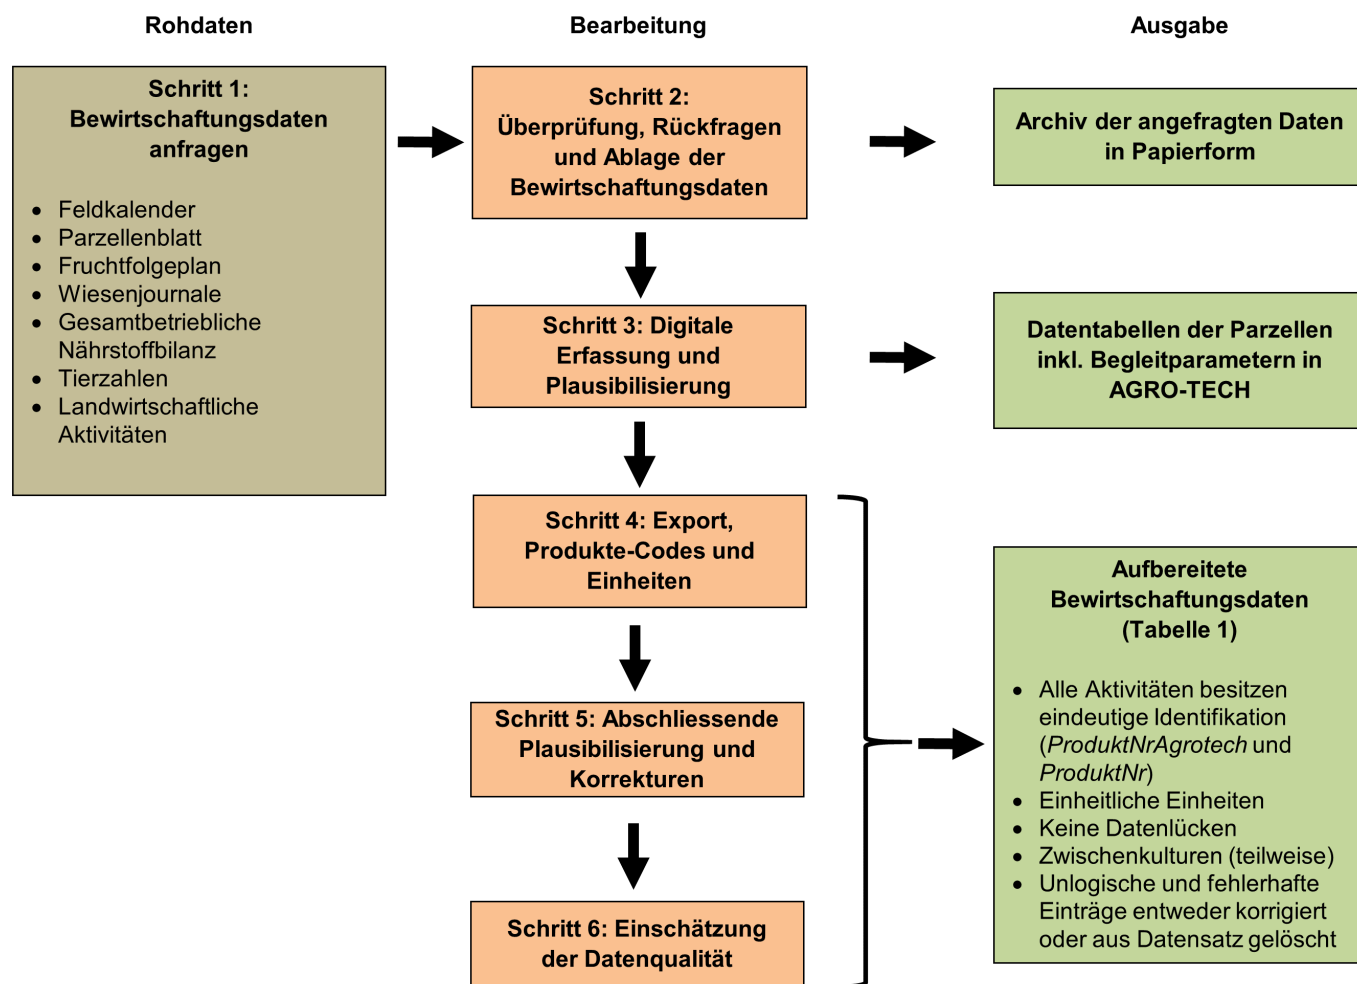 Rohdaten
Bearbeitung
Ausgabe
Schritt 1:
Bewirtschaftungsdaten
anfragen
• Feldkalender
• Parzellenblatt
• Fruchtfolgeplan
• Wiesenjournale
• Gesamtbetriebliche
Nährstoffbilanz
• Tierzahlen
• Landwirtschaftliche
Aktivitäten
Schritt 2:
Überprüfung, Rückfragen
und Ablage der
Bewirtschaftungsdaten
Archiv der angefragten Daten
in Papierform
Schritt 3: Digitale
Erfassung und
Plausibilisierung
Datentabellen der Parzellen
inkl. Begleitparametern in
AGRO-TECH
Schritt 4: Export,
Produkte-Codes und
Einheiten
Schritt 5: Abschliessende
Plausibilisierung und
Korrekturen
Schritt 6: Einschätzung
der Datenqualität
Aufbereitete
Bewirtschaftungsdaten
(Tabelle 1)
• Alle Aktivitäten besitzen
eindeutige Identifikation
(ProduktNrAgrotech und
ProduktNr)
• Einheitliche Einheiten
• Keine Datenlücken
• Zwischenkulturen (teilweise)
• Unlogische und fehlerhafte
Einträge entweder korrigiert
oder aus Datensatz gelöscht